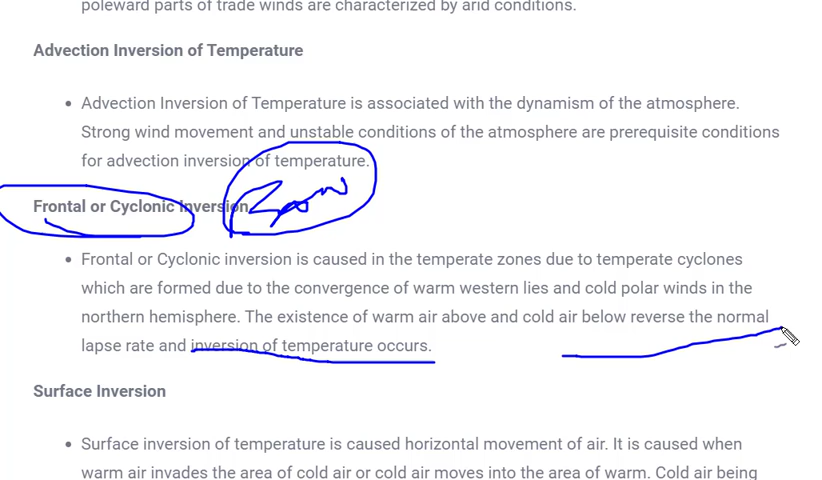 poleward parts of trade winds are characterized by arid conditions.
Advection Inversion of Temperature
• Advection Inversion of Temperature is associated with the dynamism of the atmosphere.
Strong wind movement and unstable conditions of the atmosphere are prerequisite conditions
for advection inversion of temperature.
Frontal or Cyclonic Inversion
• Frontal or Cyclonic inversion is caused in the temperate zones due to temperate cyclones
which are formed due to the convergence of warm western lies and cold polar winds in the
northern hemisphere. The existence of warm air above and cold air below reverse the normal
lapse rate and inversion of temperature occurs.
Surface Inversion
• Surface inversion of temperature is caused horizontal movement of air. It is caused when
warm air invades the area of cold air or cold air moves into the area of warm. Cold air being